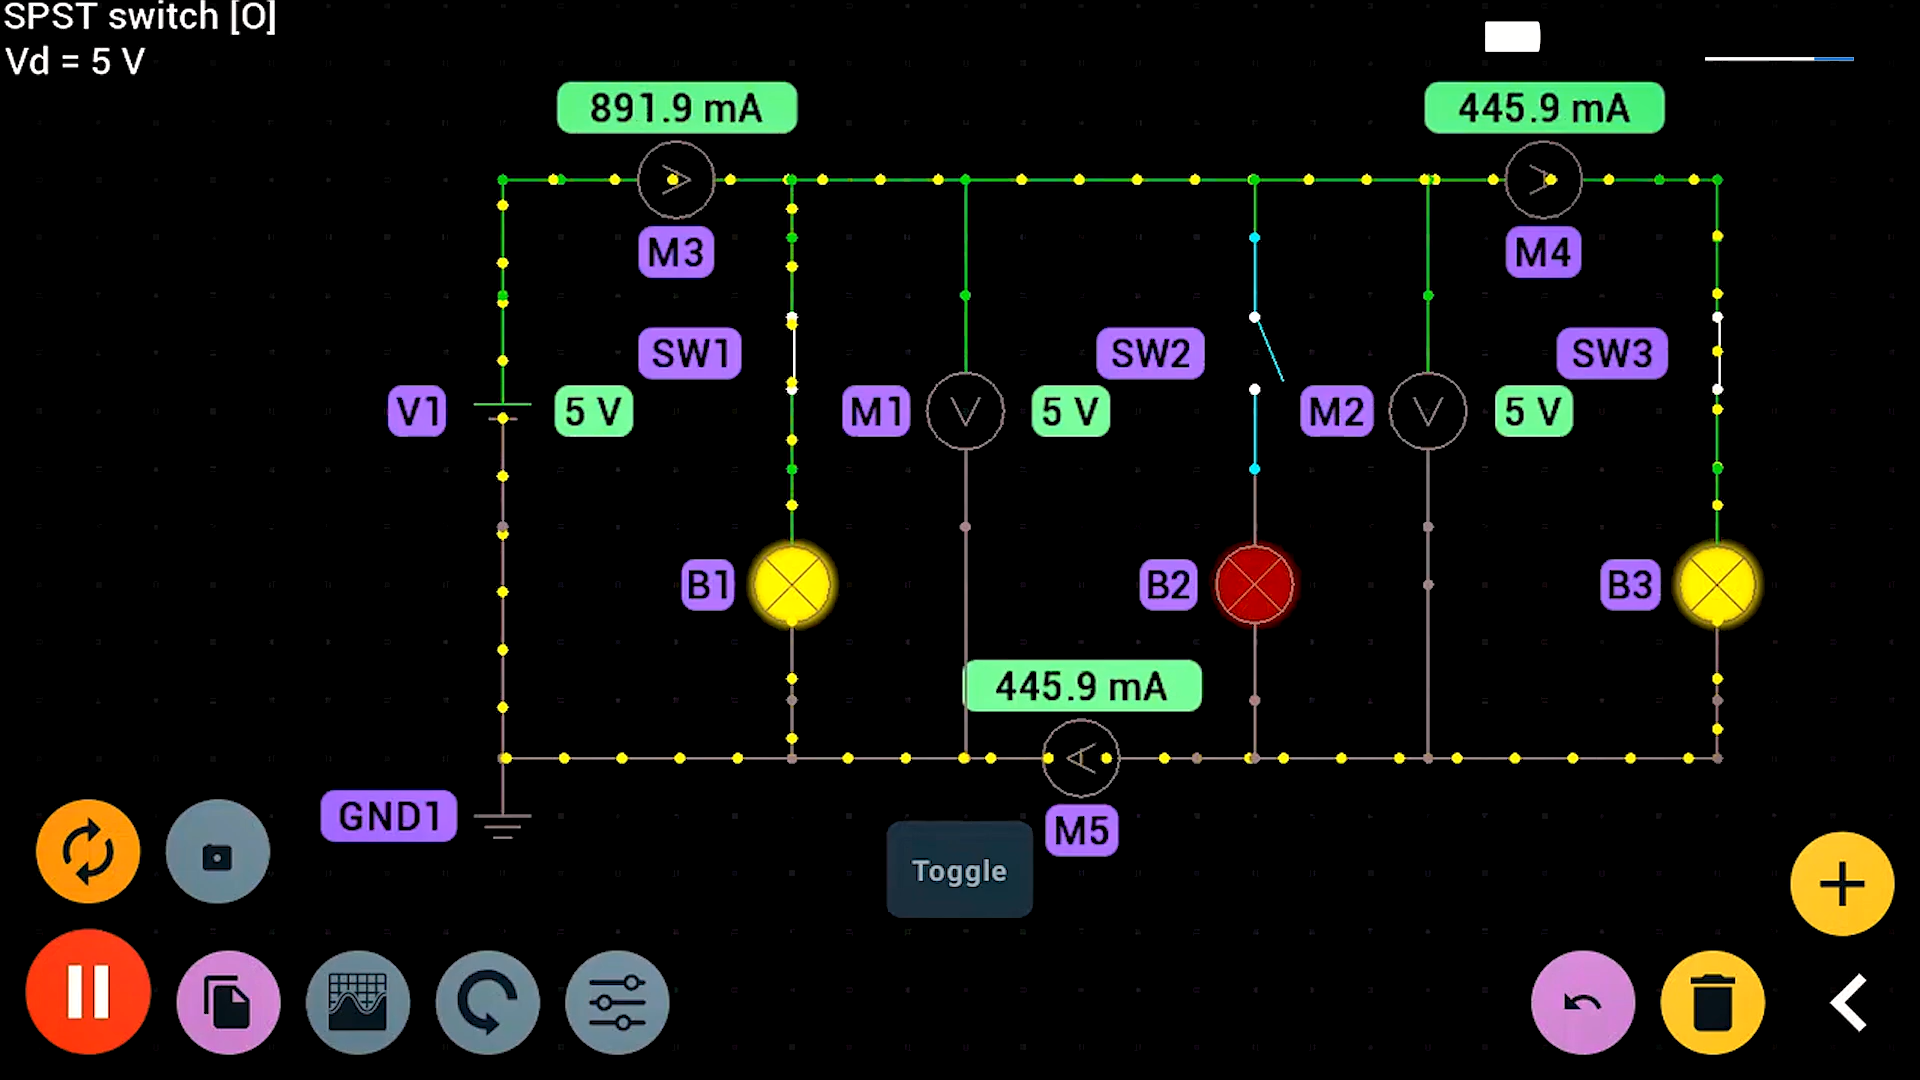 SPST switch [O]
Vd = 5 V
891.9 mA
445.9 mA
M3
M4
SW1
SW2
SW3
V1
5 V
M1
5 V
M2
5 V
B1
B2
B3
445.9 mA
GND1
M5
Toggle